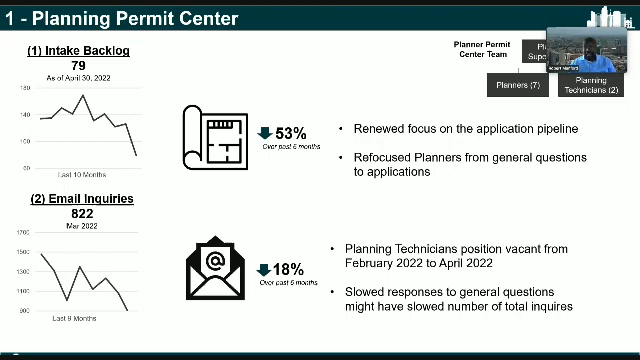 1 - Planning Permit Center
(1) Intake Backlog
79
As of April 30, 2022
180
140
100
60
Last 10 Months
53%
Over past 6 months
Planner Permit
Center Team
Robert Manford
Planners (7)
Planning
Technicians (2)
• Renewed focus on the application pipeline
• Refocused Planners from general questions
to applications
(2) Email Inquiries
822
Mar 2022
1700
1500
1300
1100
900
Last 9 Months
@
18%
Over past 6 months
• Planning Technicians position vacant from
February 2022 to April 2022
• Slowed responses to general questions
might have slowed number of total inquires